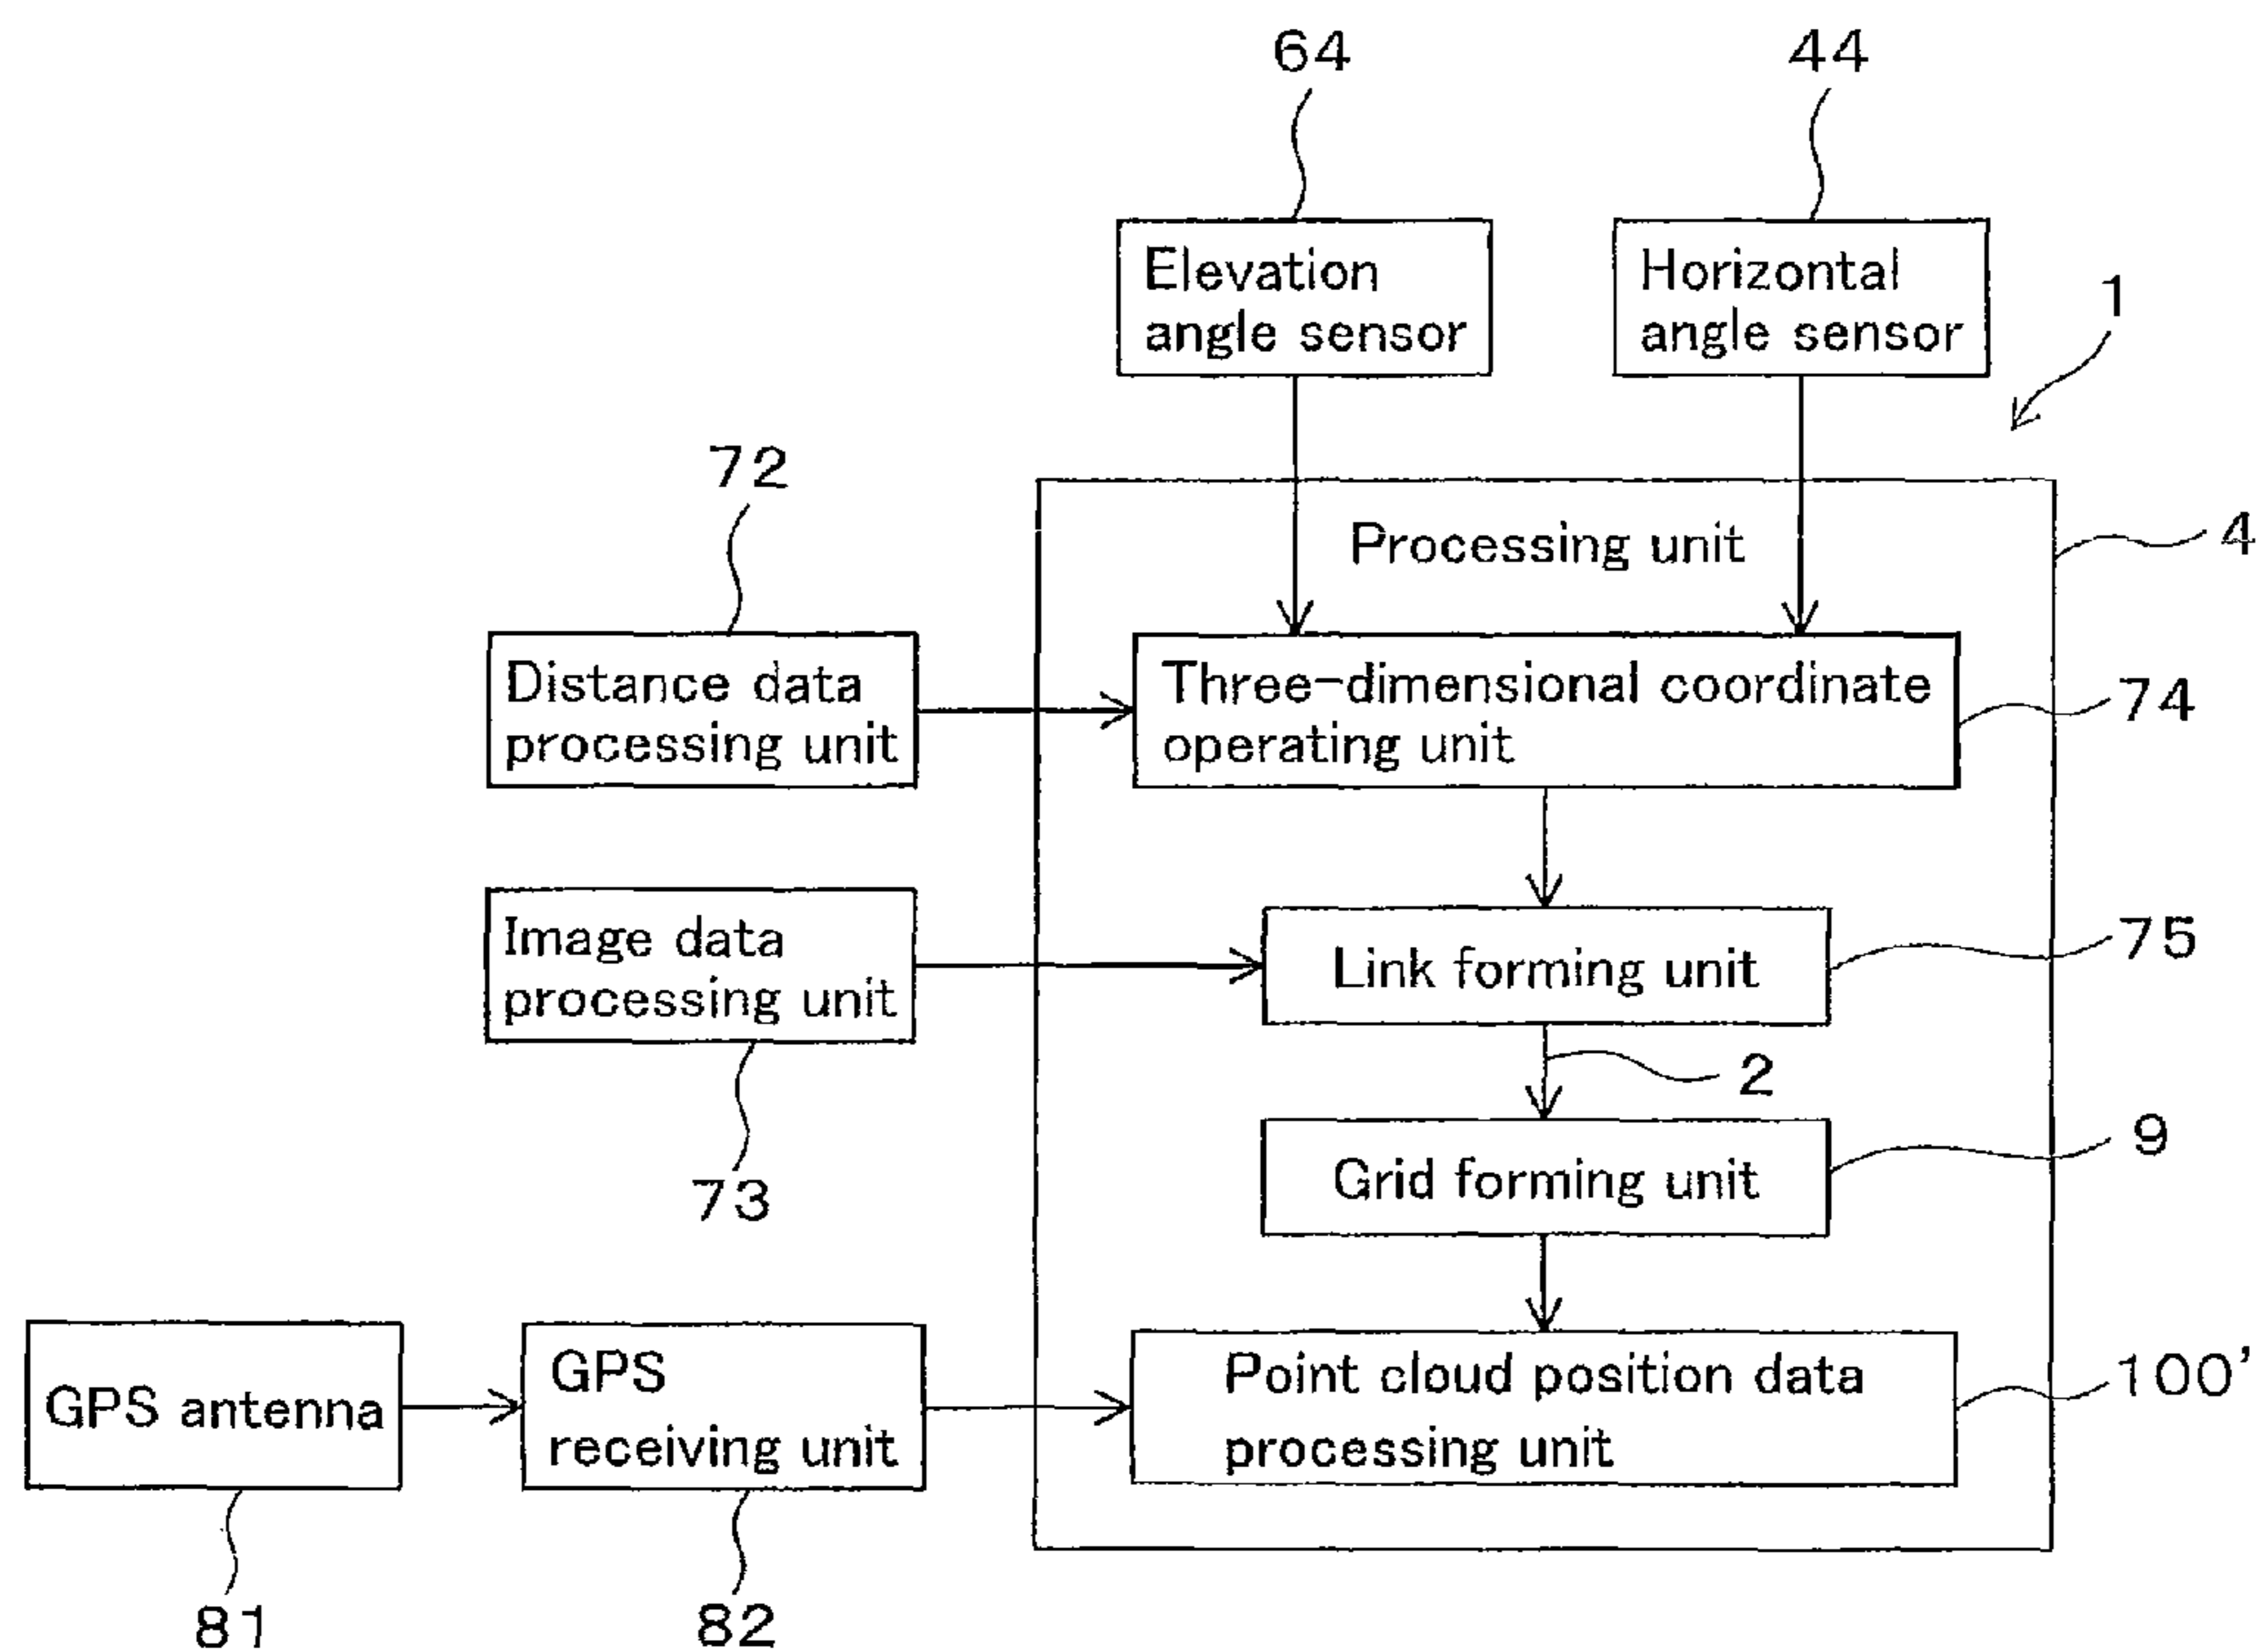 64
44
Elevation
angle sensor
Horizontal
angle sensor
1
72
Processing unit
4
Distance data
processing unit
Three-dimensional coordinate
operating unit
74
Image data
processing unit
Link forming unit
75
2
73
Grid forming unit
9
GPS antenna
GPS
receiving unit
Point cloud position data
processing unit
100'
81
82